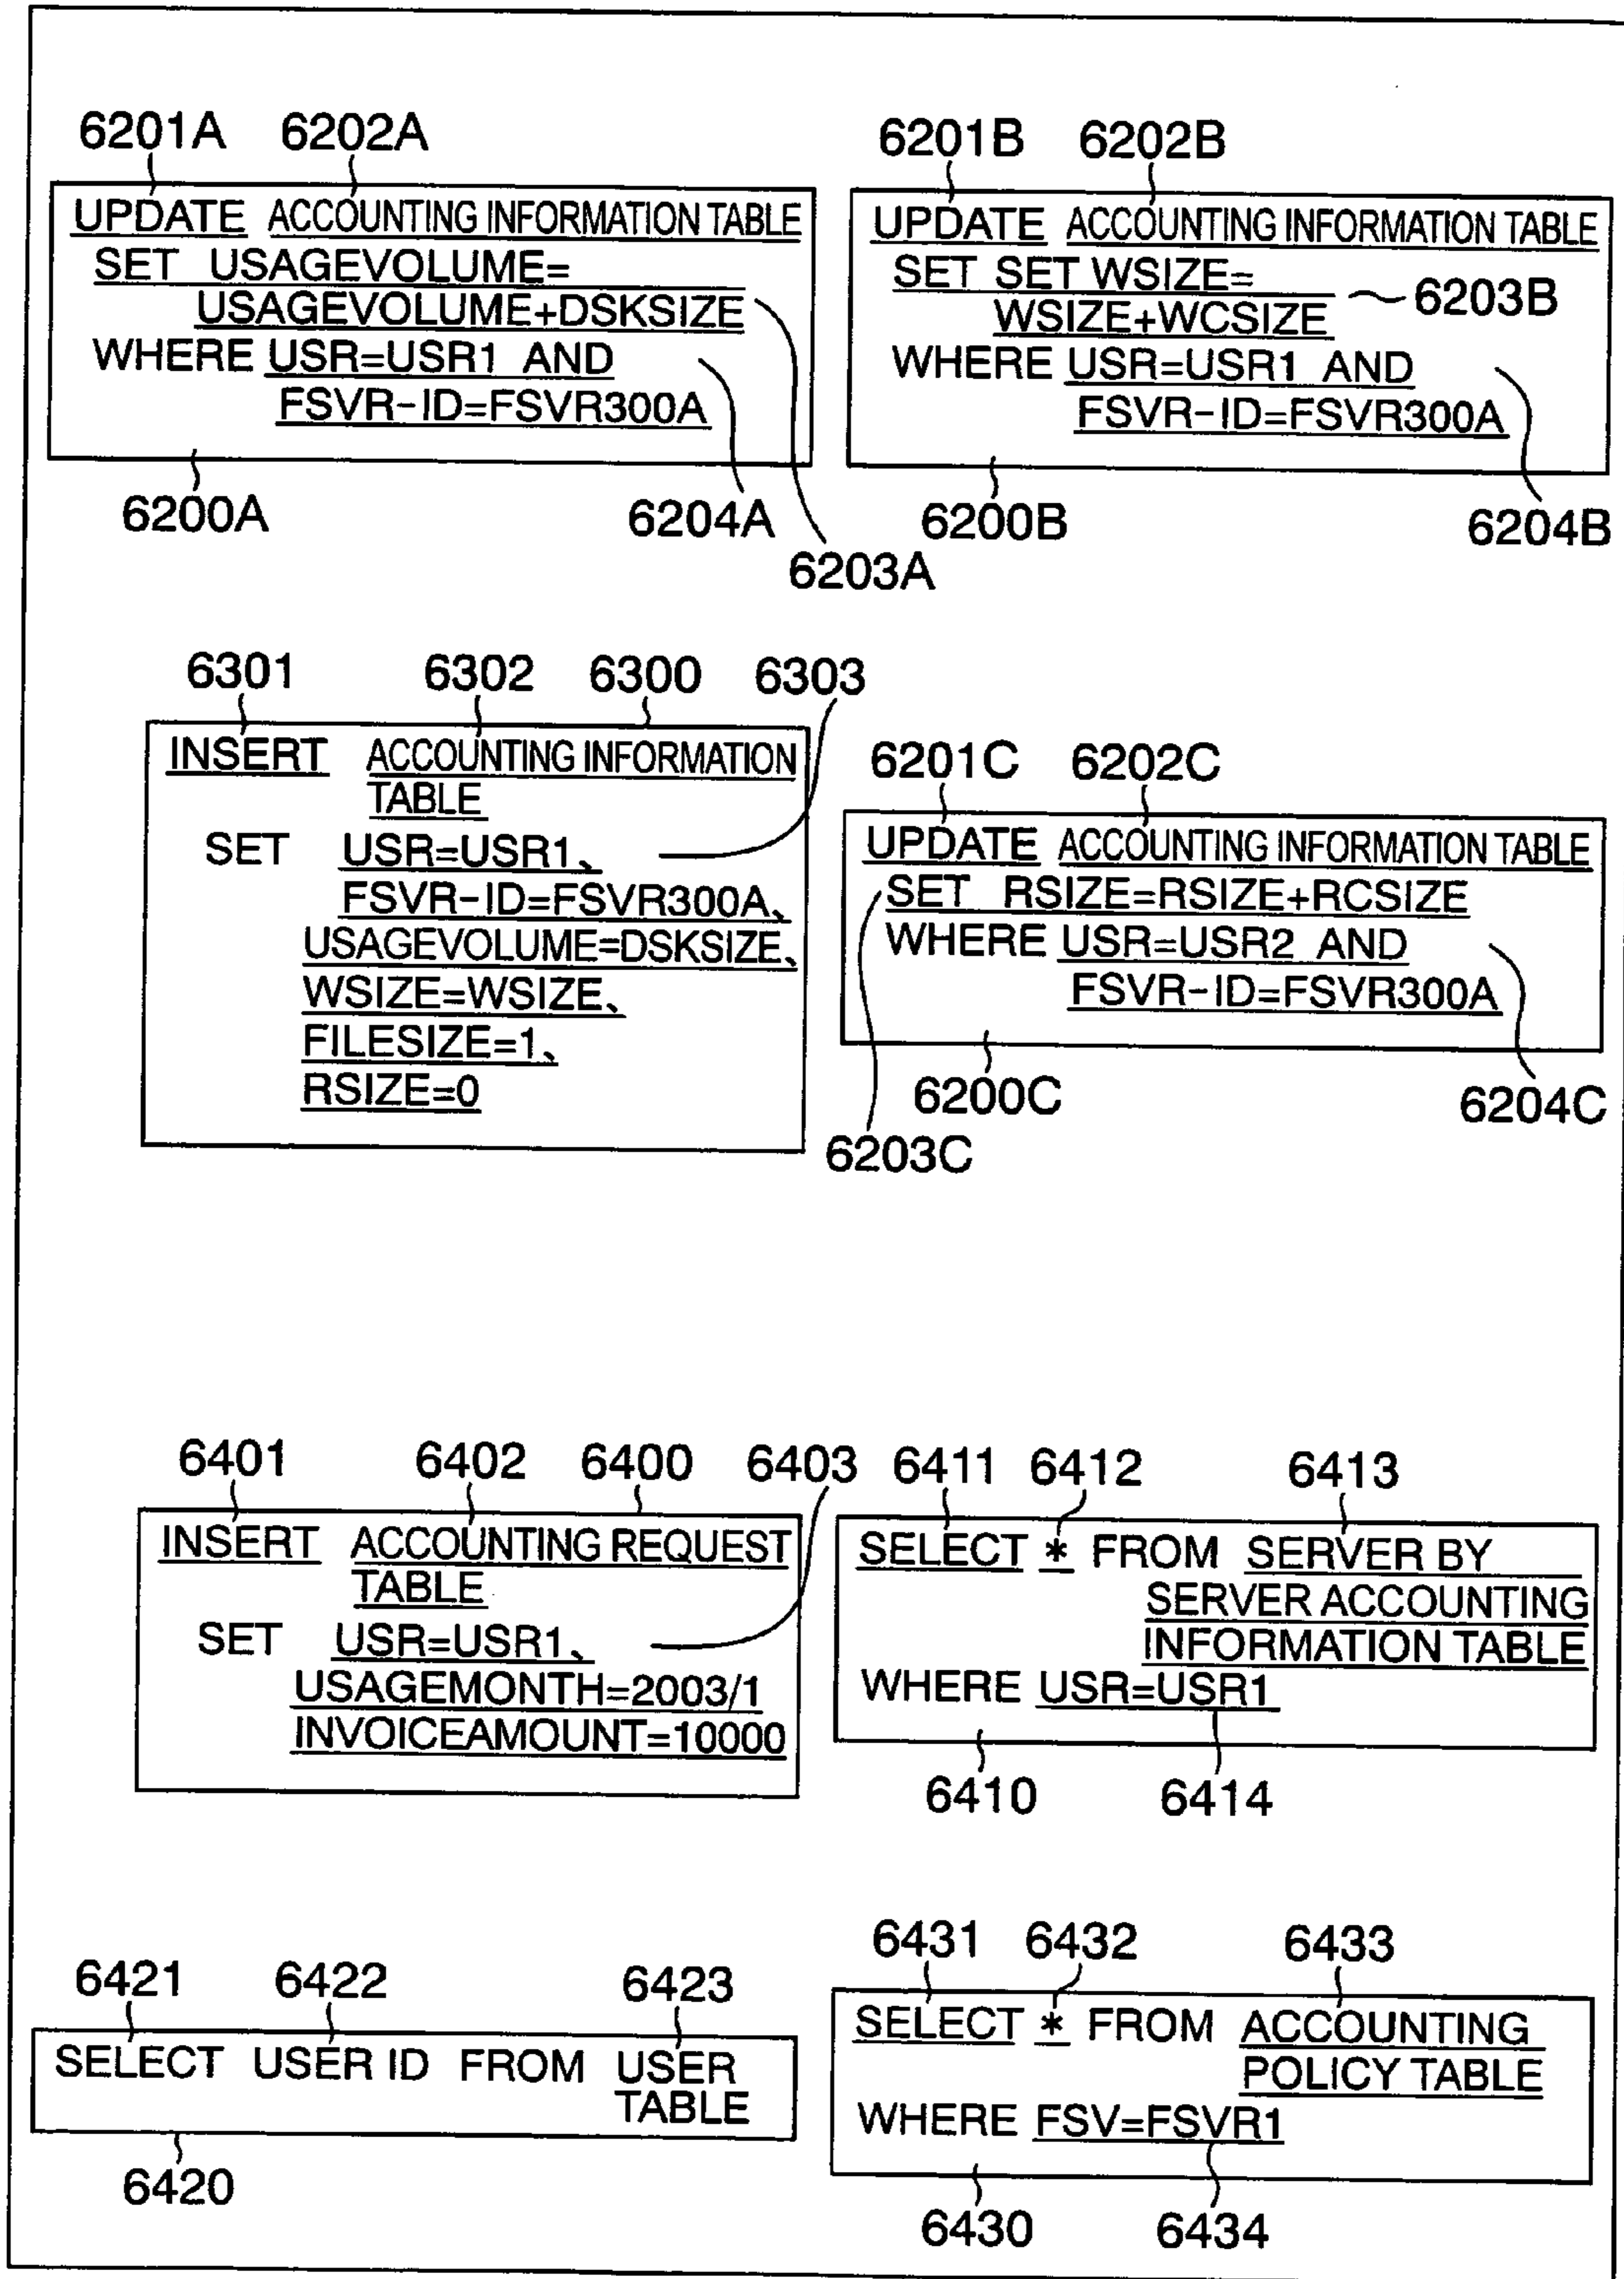 6201A 6202A
UPDATE ACCOUNTING INFORMATION TABLE
SET USAGEVOLUME=
USAGEVOLUME+DSKSIZE
WHERE USR=USR1 AND
FSVR-ID=FSVR300A
6200A 6204A
6203A
6201B 6202B
UPDATE ACCOUNTING INFORMATION TABLE
SET SET WSIZE=
WSIZE+WCSIZE
6203B
WHERE USR=USR1 AND
FSVR-ID=FSVR300A
6200B 6204B
6301 6302 6300 6303
INSERT ACCOUNTING INFORMATION
TABLE
SET USR=USR1、
FSVR-ID=FSVR300A、
USAGEVOLUME=DSKSIZE、
WSIZE=WSIZE、
FILESIZE=1、
RSIZE=0
6201C 6202C
UPDATE ACCOUNTING INFORMATION TABLE
SET RSIZE=RSIZE+RCSIZE
WHERE USR=USR2 AND
FSVR-ID=FSVR300A
6200C 6204C
6203C
6401 6402 6400 6403
INSERT ACCOUNTING REQUEST
TABLE
SET USR=USR1、
USAGEMONTH=2003/1
INVOICEAMOUNT=10000
6411 6412 6413
SELECT * FROM SERVER BY
SERVER ACCOUNTING
INFORMATION TABLE
WHERE USR=USR1
6410 6414
6421 6422 6423
SELECT USER ID FROM USER
TABLE
6420
6431 6432 6433
SELECT * FROM ACCOUNTING
POLICY TABLE
WHERE FSV=FSVR1
6430 6434